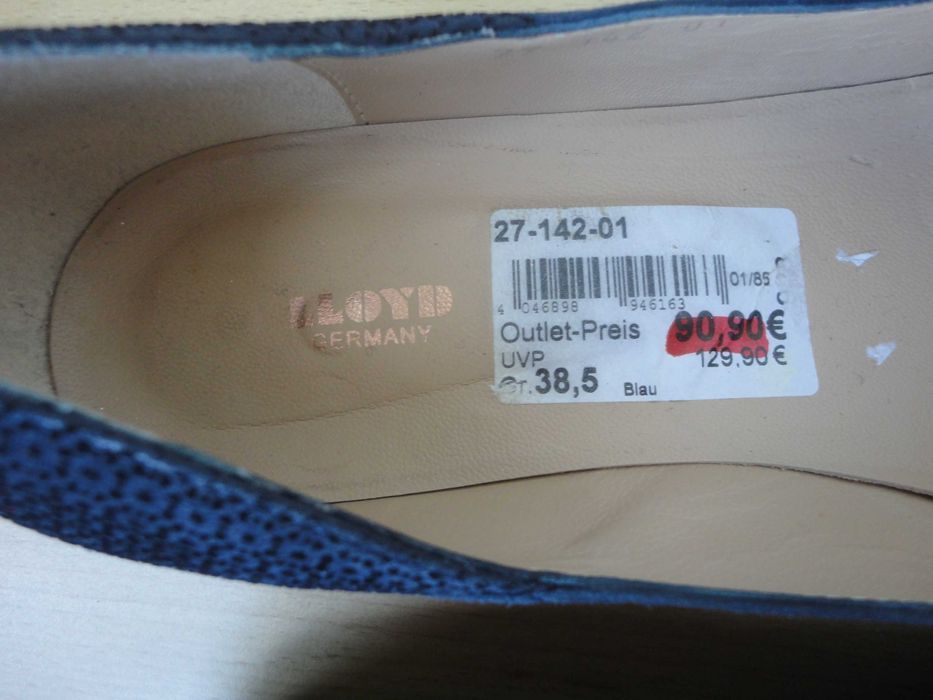 LLOYD
GERMANY
27-142-01
01/85
4 046898 946163
Outlet-Preis 90,90€
UVP 129,90€
Gr. 38,5 Blau